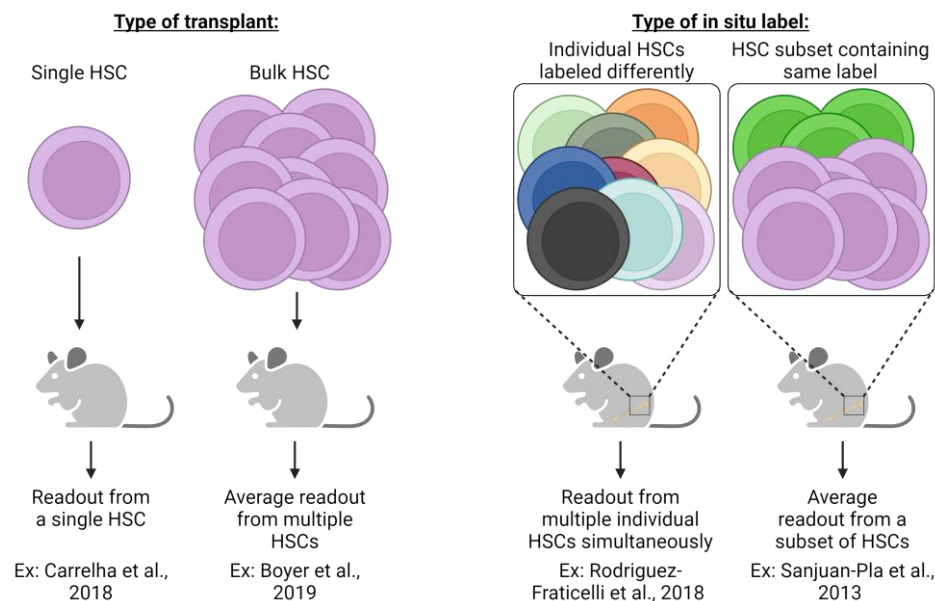 Type of transplant:
Single HSC
Bulk HSC
Readout from
a single HSC
Ex: Carrelha et al.,
2018
Average readout
from multiple
HSCs
Ex: Boyer et al.,
2019
Type of in situ label:
Individual HSCs
labeled differently
HSC subset containing
same label
Readout from
multiple individual
HSCs simultaneously
Ex: Rodriguez-
Fraticelli et al., 2018
Average
readout from a
subset of HSCs
Ex: Sanjuan-Pla et al.,
2013